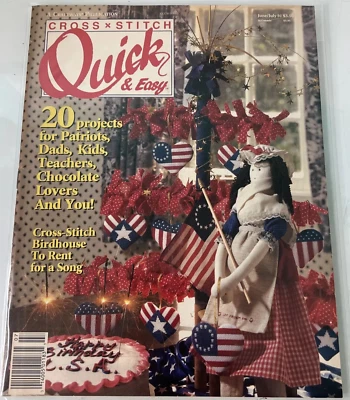 CROSS • STITCH
Quick
& Easy
20 projects
for Patriots,
Dads, Kids,
Teachers,
Chocolate
Lovers
And You!
Cross-Stitch
Birdhouse
To Rent
for a Song
Happy
Birthday
U.S.A
07